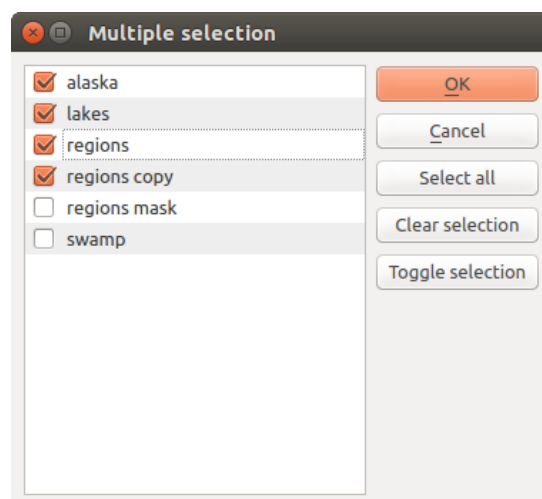 Multiple selection
alaska
lakes
regions
regions copy
regions mask
swamp
OK
Cancel
Select all
Clear selection
Toggle selection